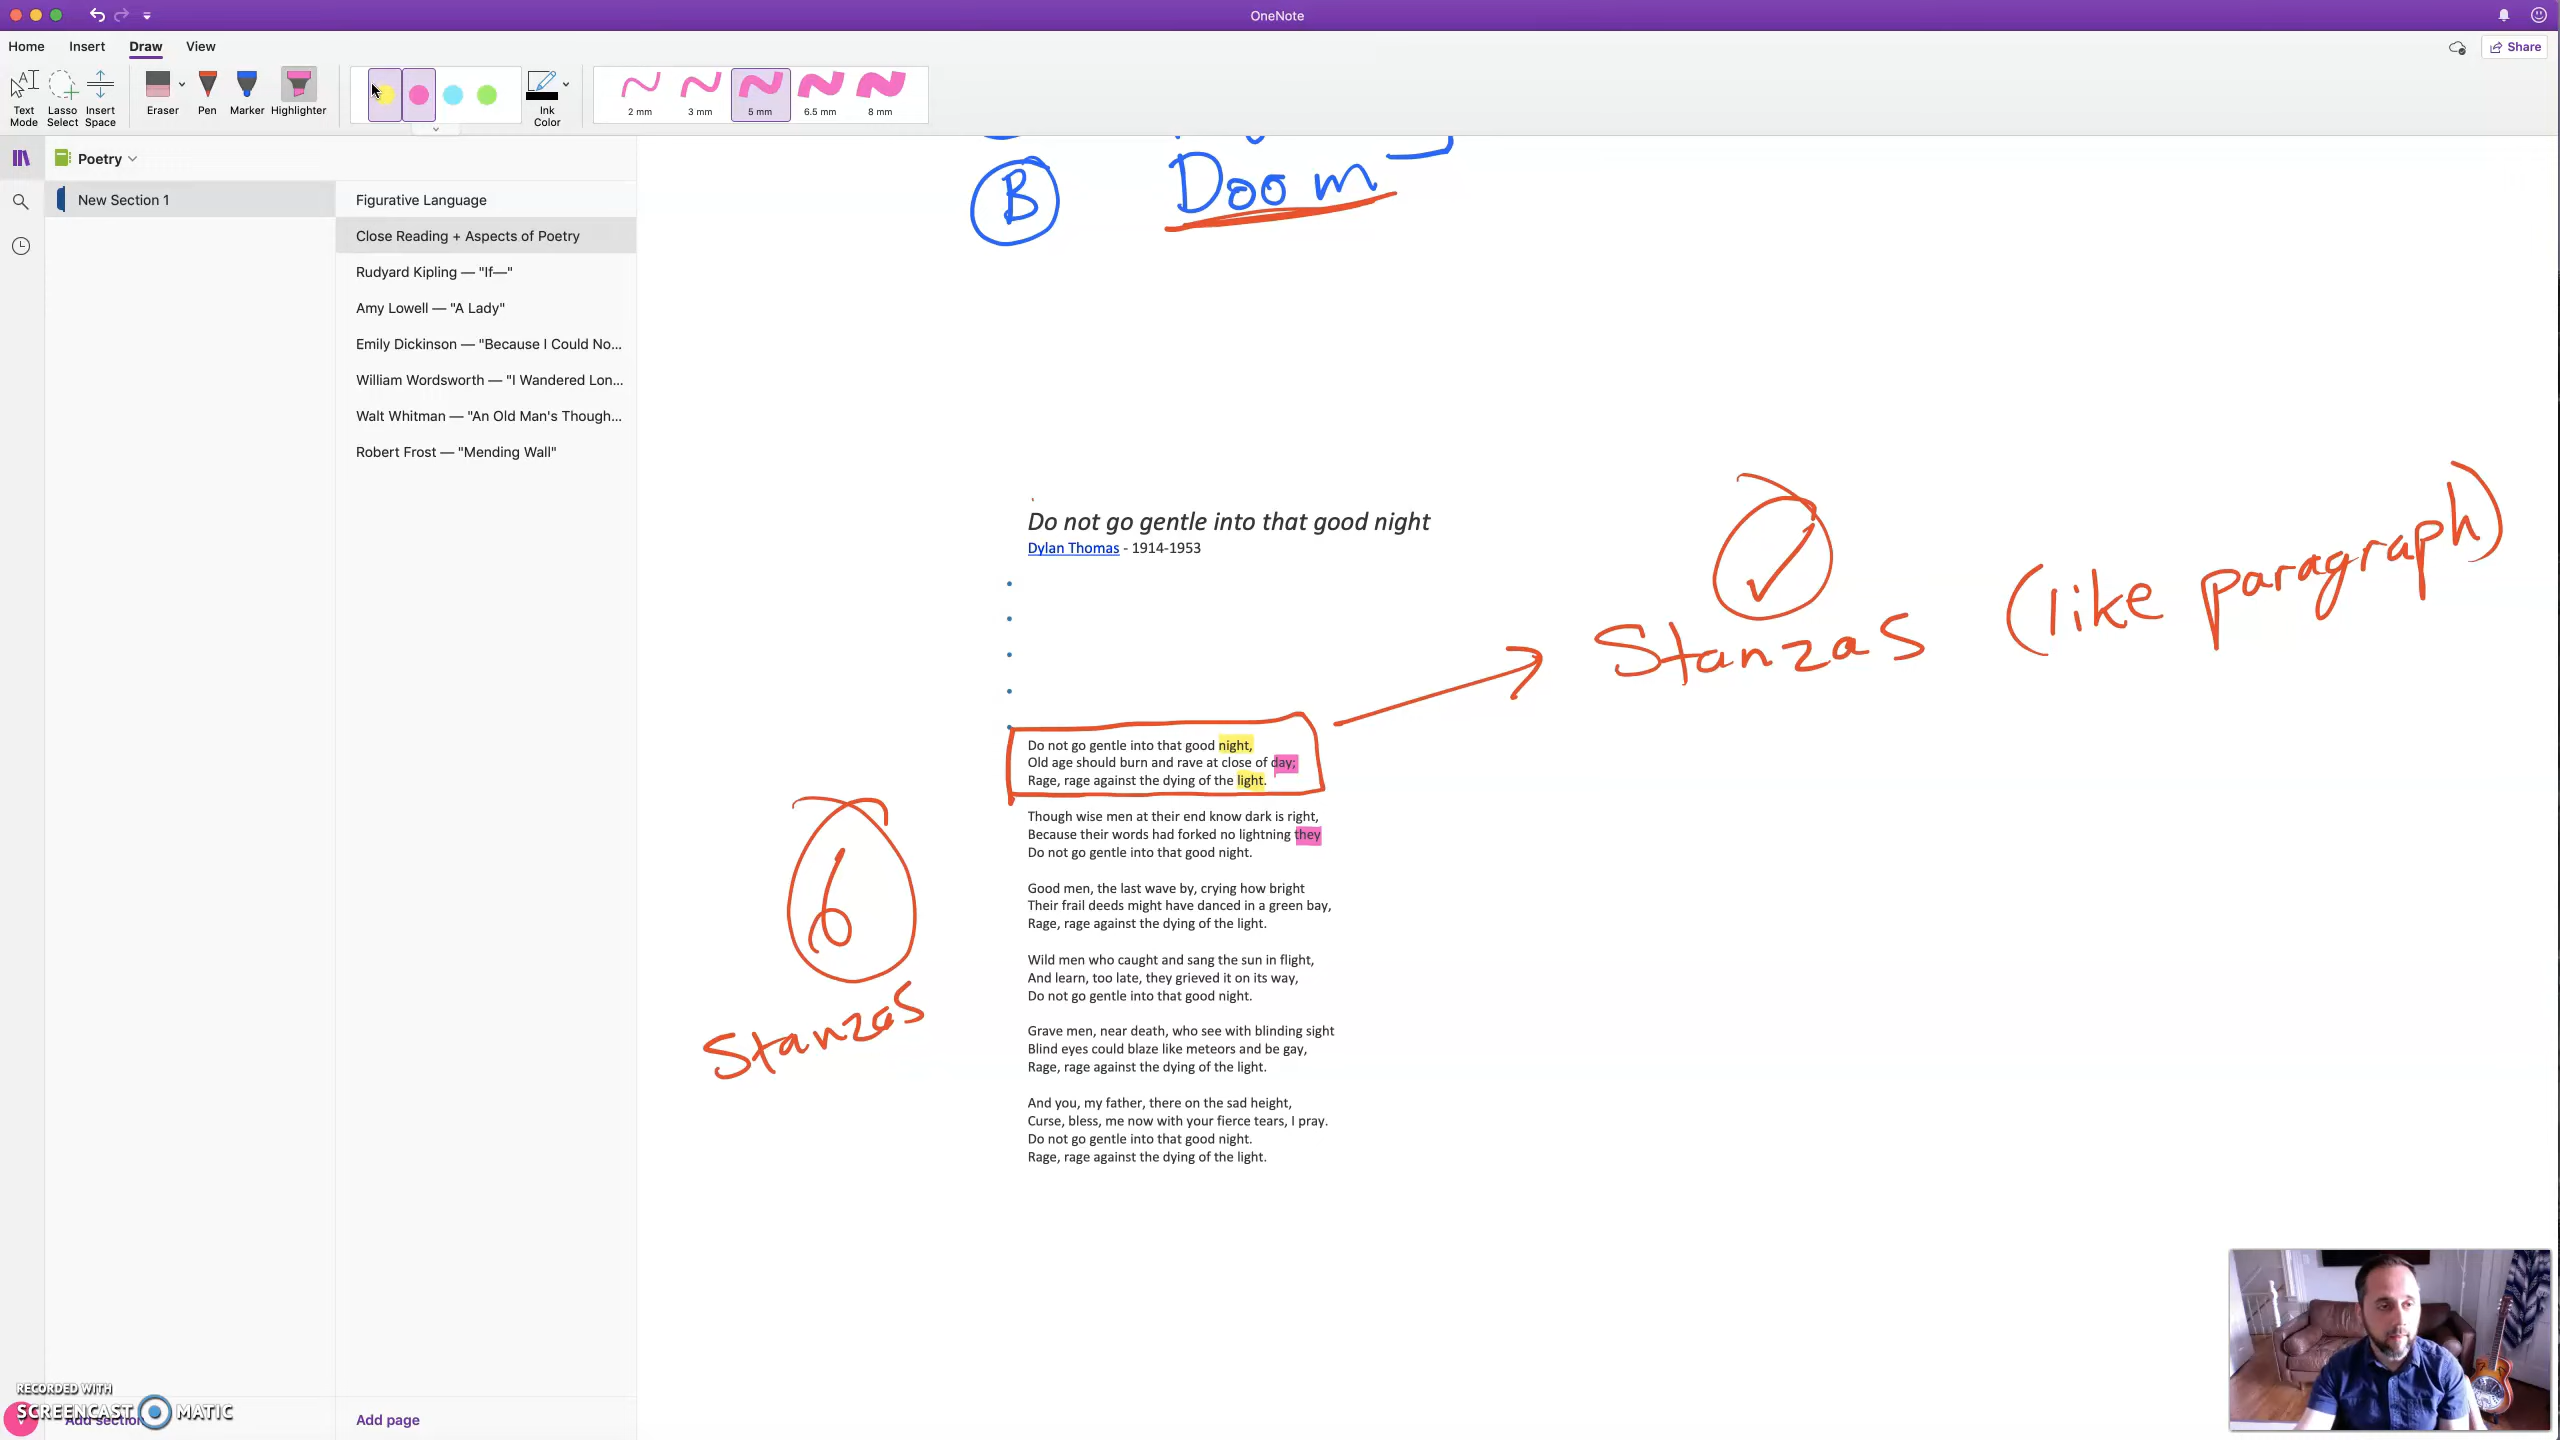 OneNote
Home Insert Draw View
Share
Text Mode
Lasso Select
Insert Space
Eraser
Pen
Marker
Highlighter
Ink Color
2 mm
3 mm
5 mm
6.5 mm
8 mm
Poetry
New Section 1
Figurative Language
Close Reading + Aspects of Poetry
Rudyard Kipling — "If—"
Amy Lowell — "A Lady"
Emily Dickinson — "Because I Could No...
William Wordsworth — "I Wandered Lon...
Walt Whitman — "An Old Man's Though...
Robert Frost — "Mending Wall"
B Doom
Do not go gentle into that good night
Dylan Thomas - 1914-1953
Stanzas (like paragraph)
Do not go gentle into that good night,
Old age should burn and rave at close of day;
Rage, rage against the dying of the light.
Though wise men at their end know dark is right,
Because their words had forked no lightning they
Do not go gentle into that good night.
Good men, the last wave by, crying how bright
Their frail deeds might have danced in a green bay,
Rage, rage against the dying of the light.
Wild men who caught and sang the sun in flight,
And learn, too late, they grieved it on its way,
Do not go gentle into that good night.
Grave men, near death, who see with blinding sight
Blind eyes could blaze like meteors and be gay,
Rage, rage against the dying of the light.
And you, my father, there on the sad height,
Curse, bless, me now with your fierce tears, I pray.
Do not go gentle into that good night.
Rage, rage against the dying of the light.
6
Stanzas
RECORDED WITH
SCREENCAST MATIC
Add section
Add page